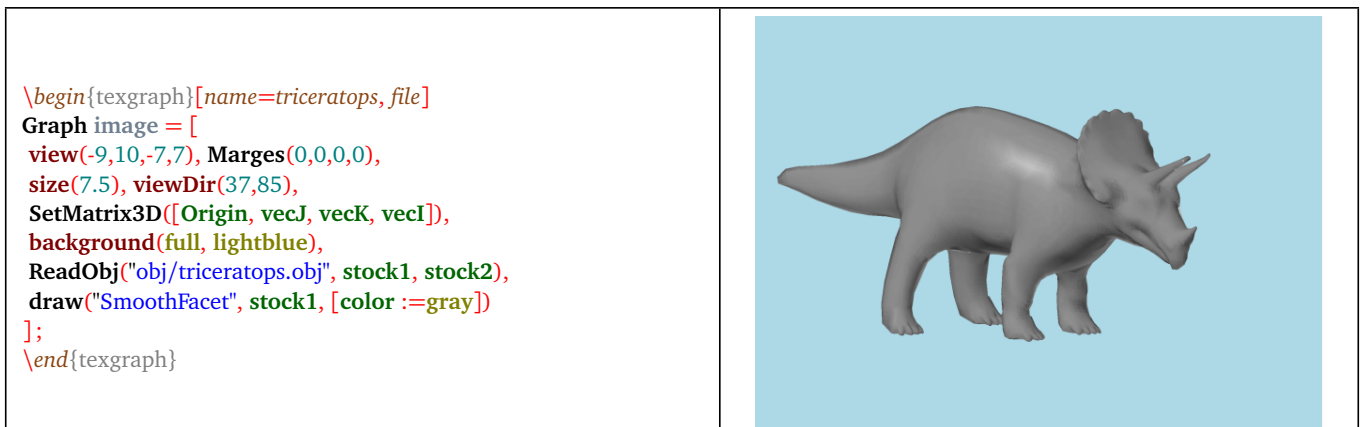 \begin{texgraph}[name=triceratops, file]
Graph image = [
view(-9,10,-7,7), Marges(0,0,0,0),
size(7.5), viewDir(37,85),
SetMatrix3D([Origin, vecJ, vecK, vecI]),
background(full, lightblue),
ReadObj("obj/triceratops.obj", stock1, stock2),
draw("SmoothFacet", stock1, [color :=gray])
];
\end{texgraph}